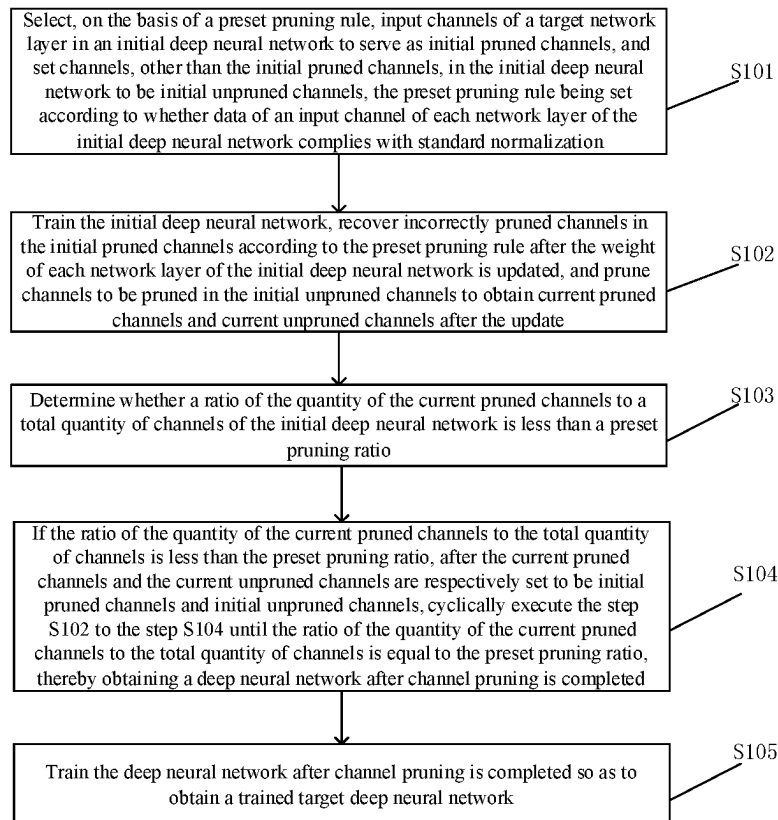 Select, on the basis of a preset pruning rule, input channels of a target network
layer in an initial deep neural network to serve as initial pruned channels, and
set channels, other than the initial pruned channels, in the initial deep neural
network to be initial unpruned channels, the preset pruning rule being set
according to whether data of an input channel of each network layer of the
initial deep neural network complies with standard normalization
S101
Train the initial deep neural network, recover incorrectly pruned channels in
the initial pruned channels according to the preset pruning rule after the weight
of each network layer of the initial deep neural network is updated, and prune
channels to be pruned in the initial unpruned channels to obtain current pruned
channels and current unpruned channels after the update
S102
Determine whether a ratio of the quantity of the current pruned channels to a
total quantity of channels of the initial deep neural network is less than a preset
pruning ratio
S103
If the ratio of the quantity of the current pruned channels to the total quantity
of channels is less than the preset pruning ratio, after the current pruned
channels and the current unpruned channels are respectively set to be initial
pruned channels and initial unpruned channels, cyclically execute the step
S102 to the step S104 until the ratio of the quantity of the current pruned
channels to the total quantity of channels is equal to the preset pruning ratio,
thereby obtaining a deep neural network after channel pruning is completed
S104
Train the deep neural network after channel pruning is completed so as to
obtain a trained target deep neural network
S105